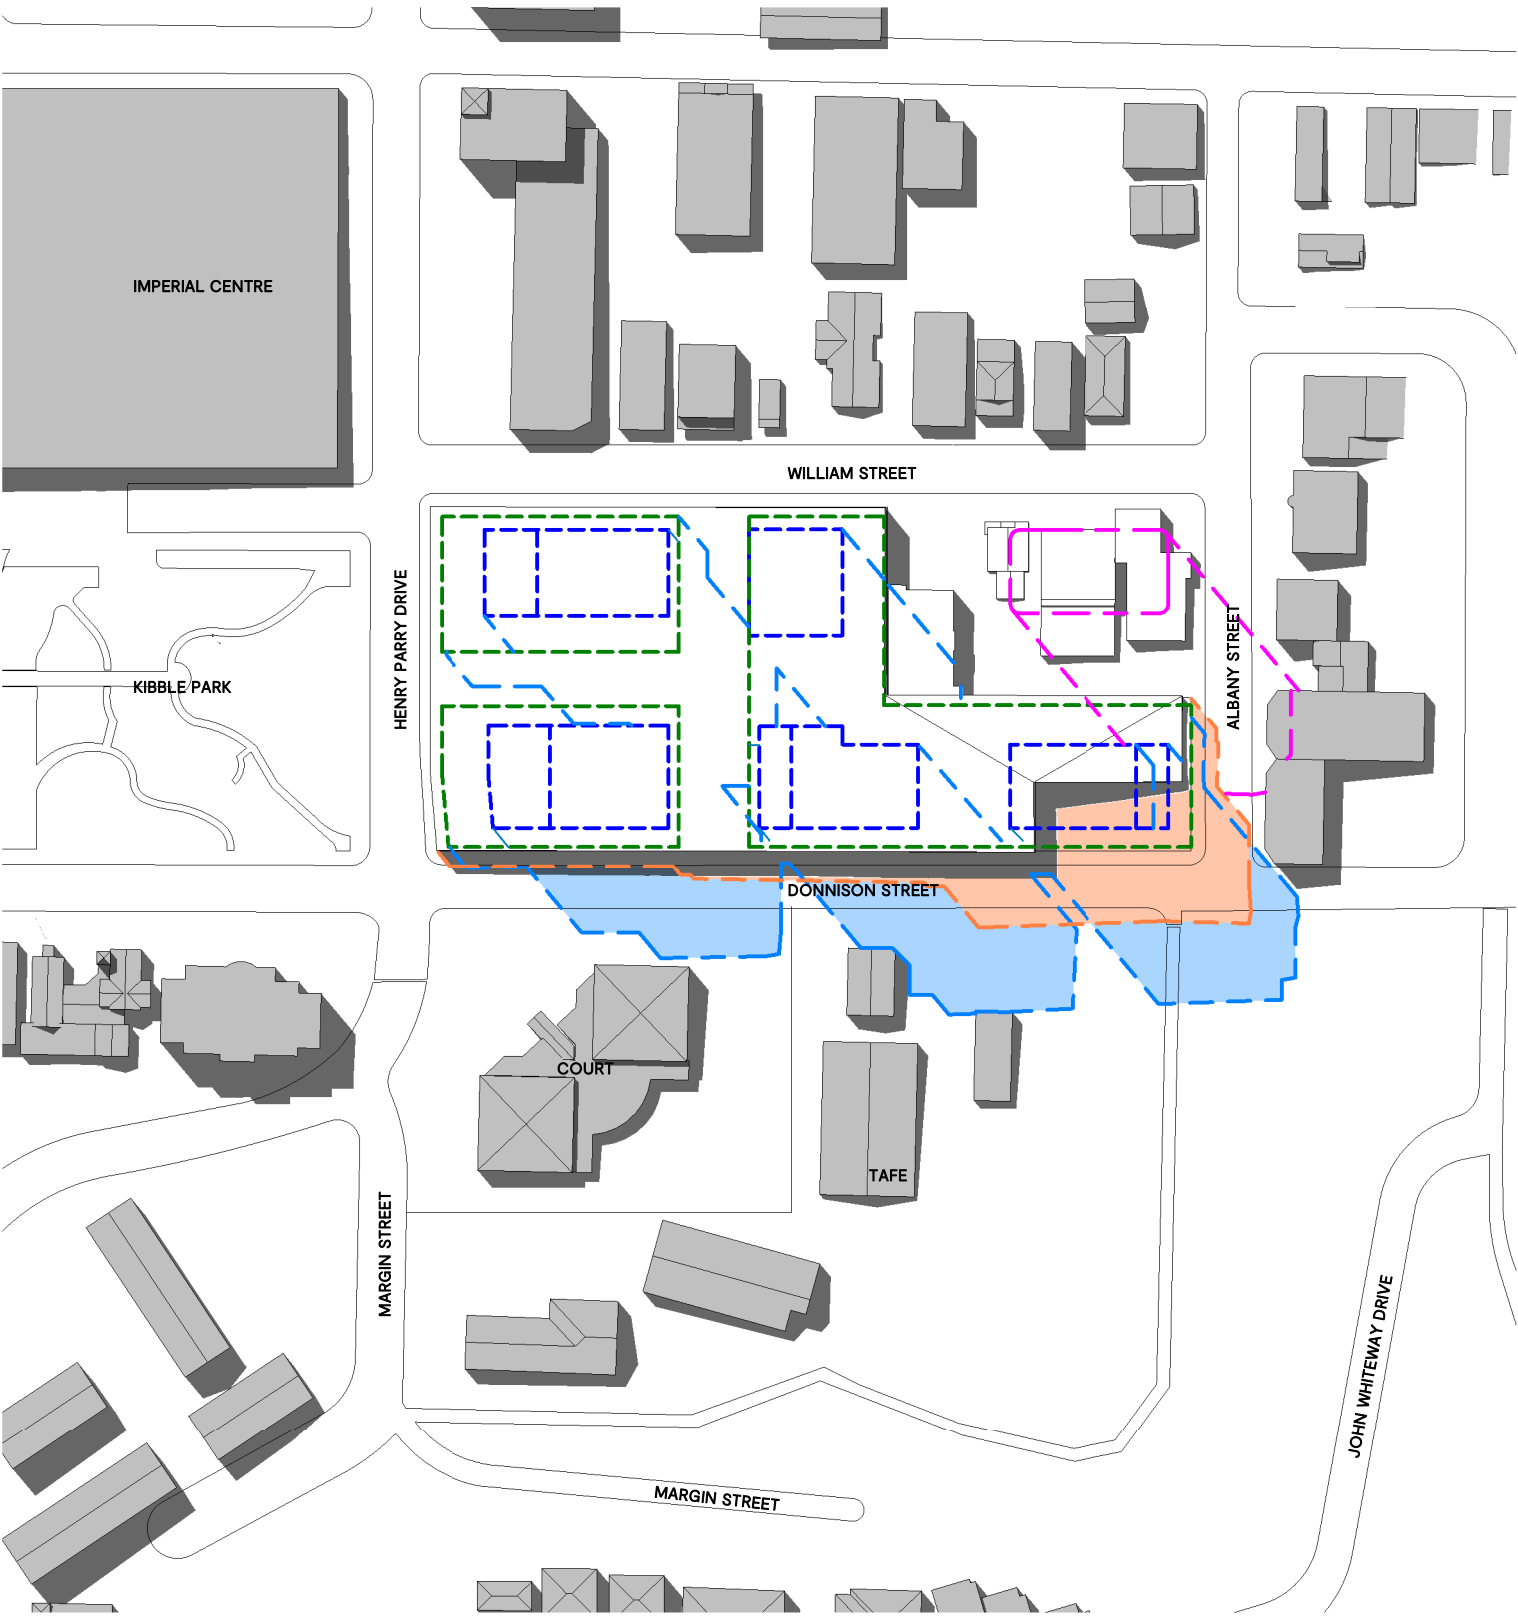 IMPERIAL CENTRE
WILLIAM STREET
HENRY PARRY DRIVE
ALBANY STREET
KIBBLE PARK
DONNISON STREET
COURT
TAFE
MARGIN STREET
JOHN WHITEWAY DRIVE
MARGIN STREET